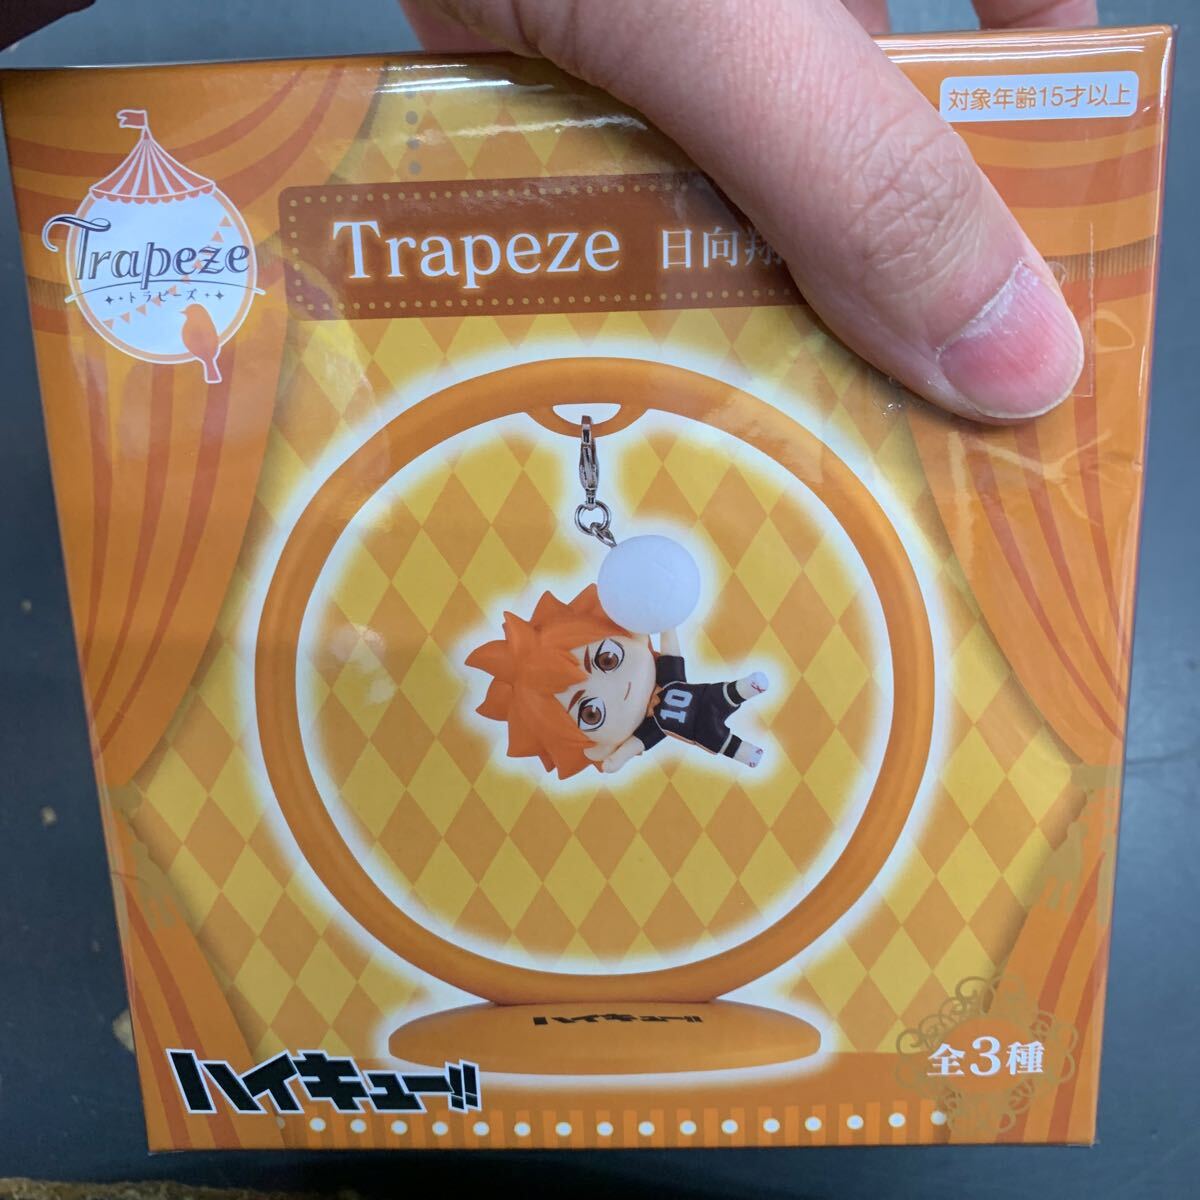 対象年齢15才以上
Trapeze
トラピーズ
Trapeze 日向翔
10
ハイキュー!!
ハイキュー!!
全3種